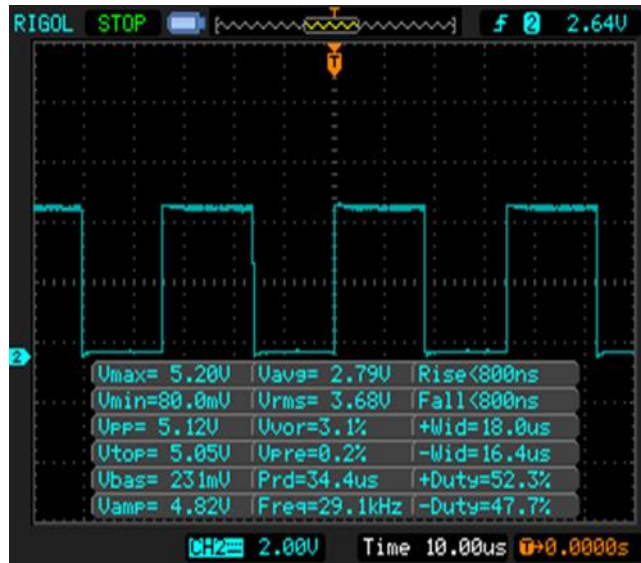 RIGOL STOP T f 2 2.64V
T
2
Vmax= 5.20V Vavg= 2.79V Rise<800ns
Vmin=80.0mV Vrms= 3.68V Fall<800ns
Vpp= 5.12V Vovr=3.1% +Wid=18.0us
Vtop= 5.05V Vpre=0.2% -Wid=16.4us
Vbas= 231mV Prd=34.4us +Duty=52.3%
Vamp= 4.82V Freq=29.1kHz -Duty=47.7%
CH2 2.00V Time 10.00us T→0.0000s